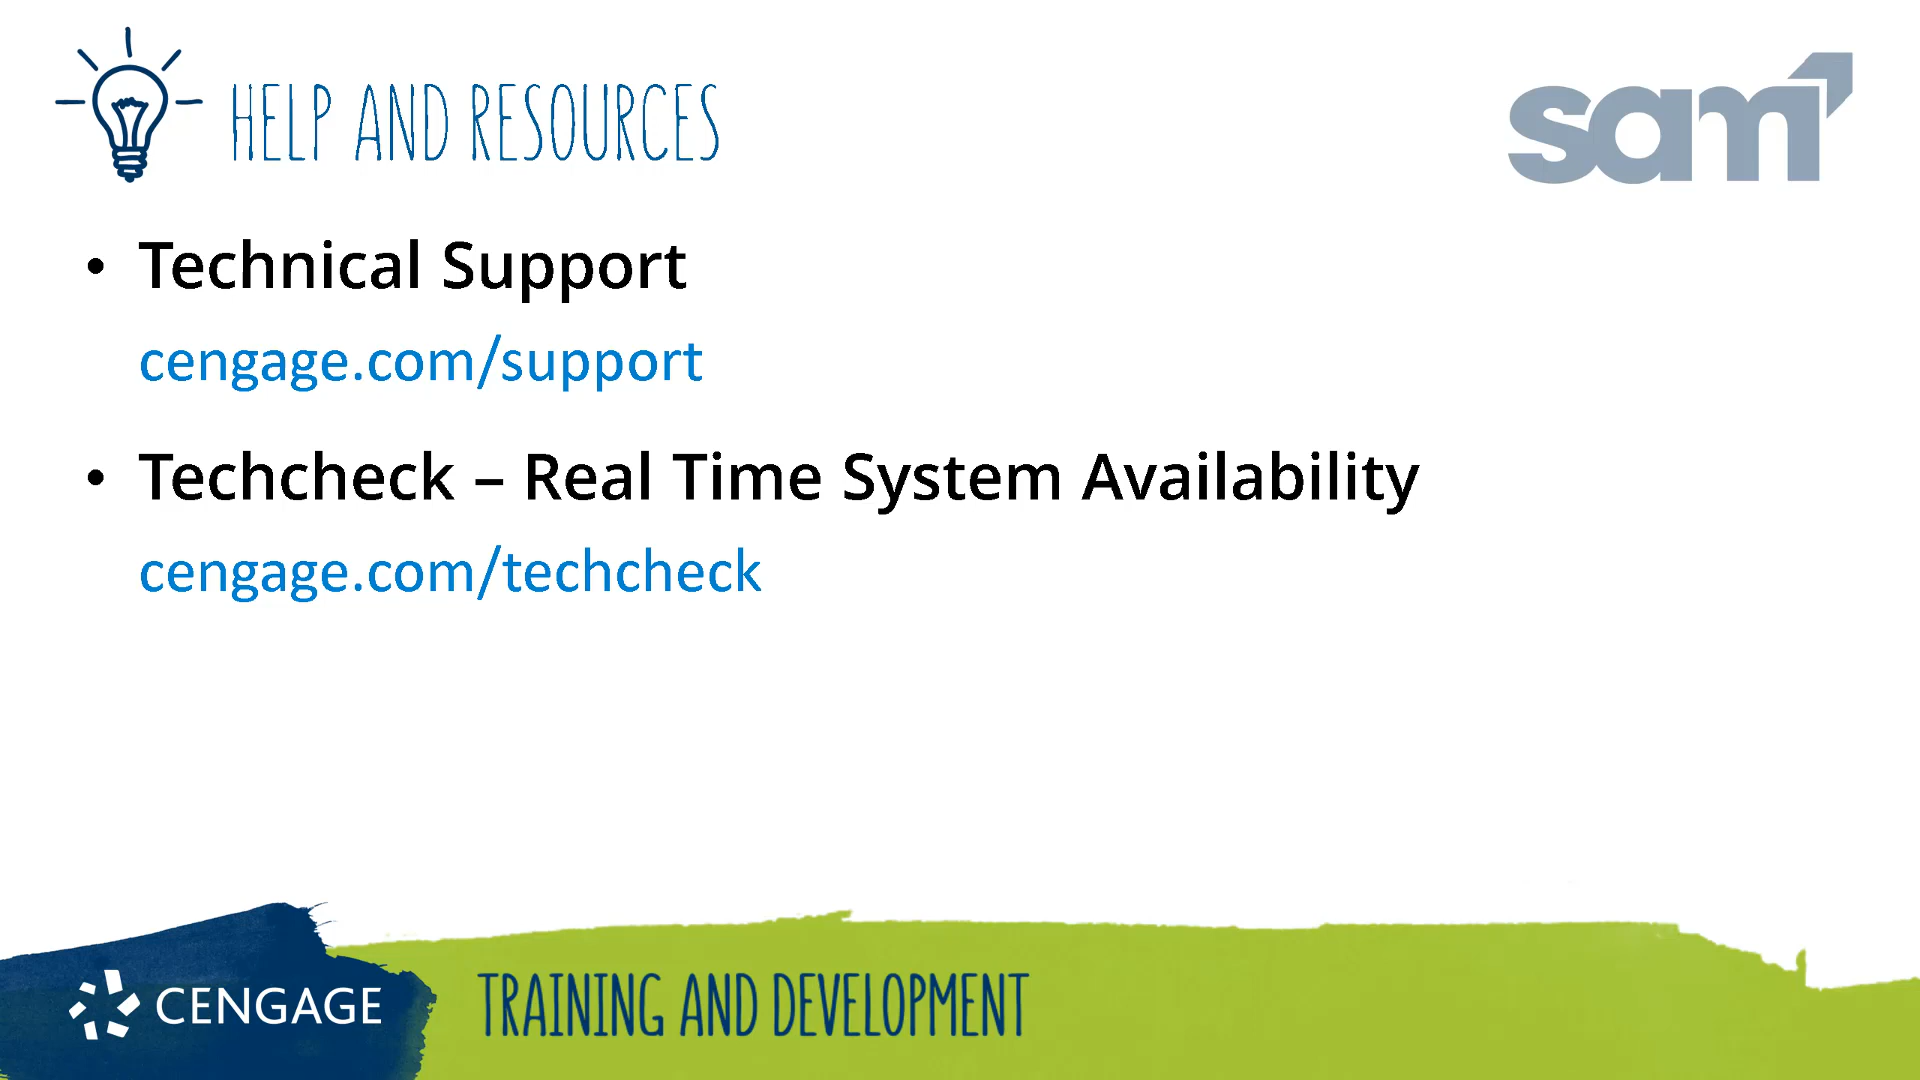 HELP AND RESOURCES
sam
• Technical Support
cengage.com/support
• Techcheck – Real Time System Availability
cengage.com/techcheck
CENGAGE
TRAINING AND DEVELOPMENT